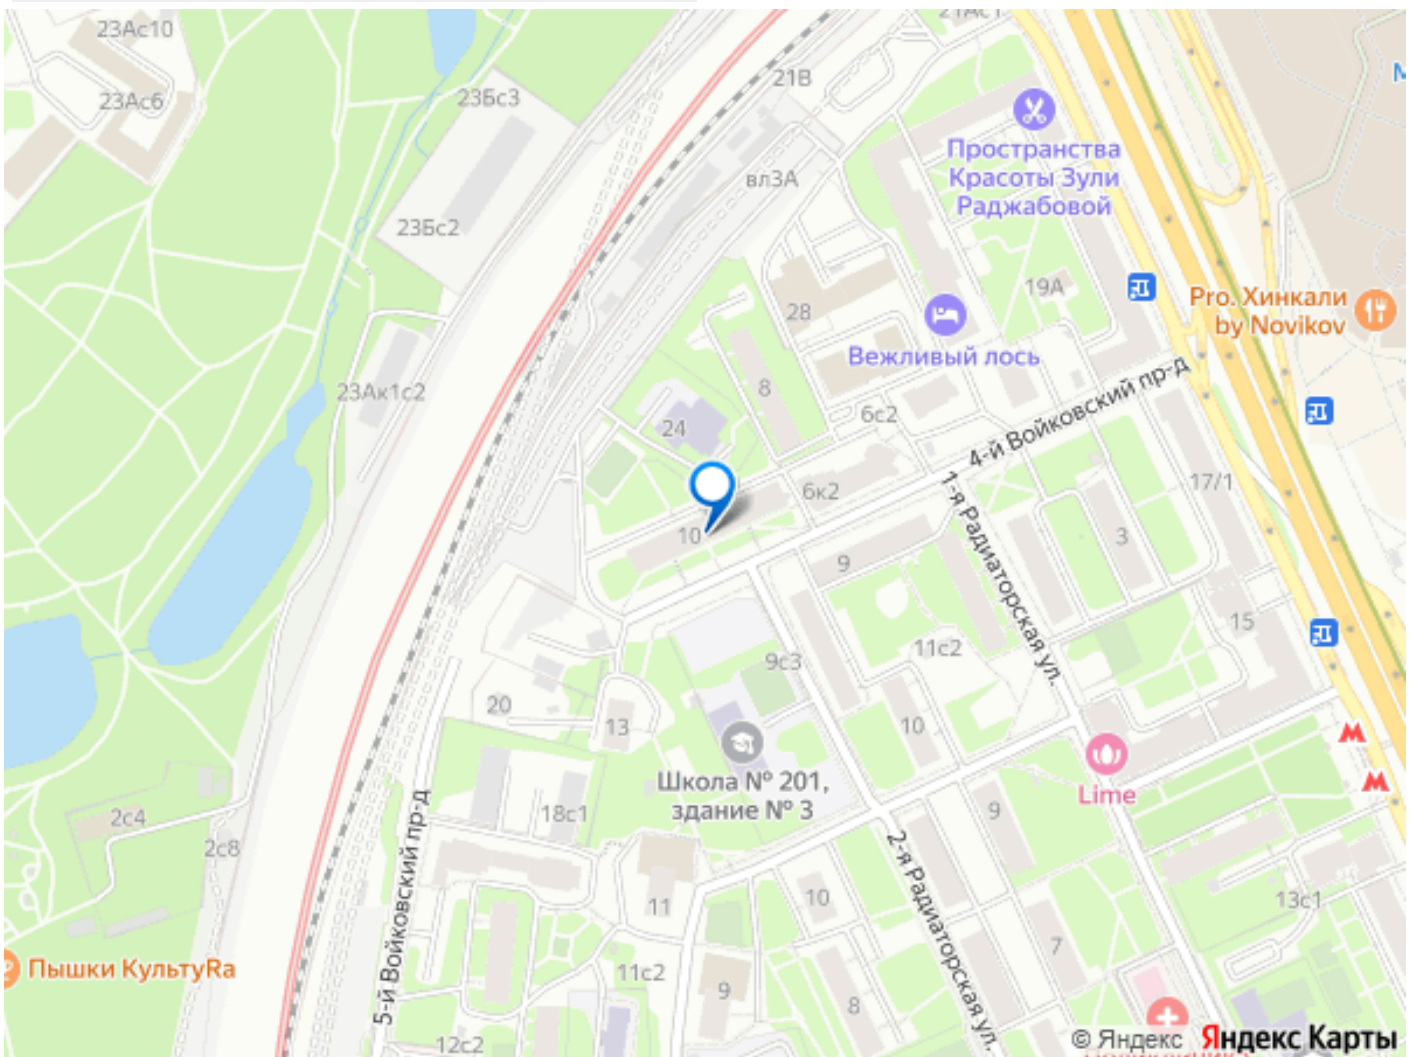 23Ас10
21Ас1
23Ас6
23Бс3
21В
Пространства
Красоты Зули
Раджабовой
вл3А
23Бс2
19А
28
Pro. Хинкали
by Novikov
Вежливый лось
23Ак1с2
8
6с2
4-й Войковский пр-д
24
17/1
6к2
1-я Радиаторская ул.
10
3
9
15
11с2
9с3
20
13
10
Школа № 201,
здание № 3
Lime
18с1
9
2с4
2с8
5-й Войковский пр-д
2-я Радиаторская ул.
11
10
13с1
7
Пышки КультуRa
11с2
9
8
12с2
© Яндекс Яндекс Карты